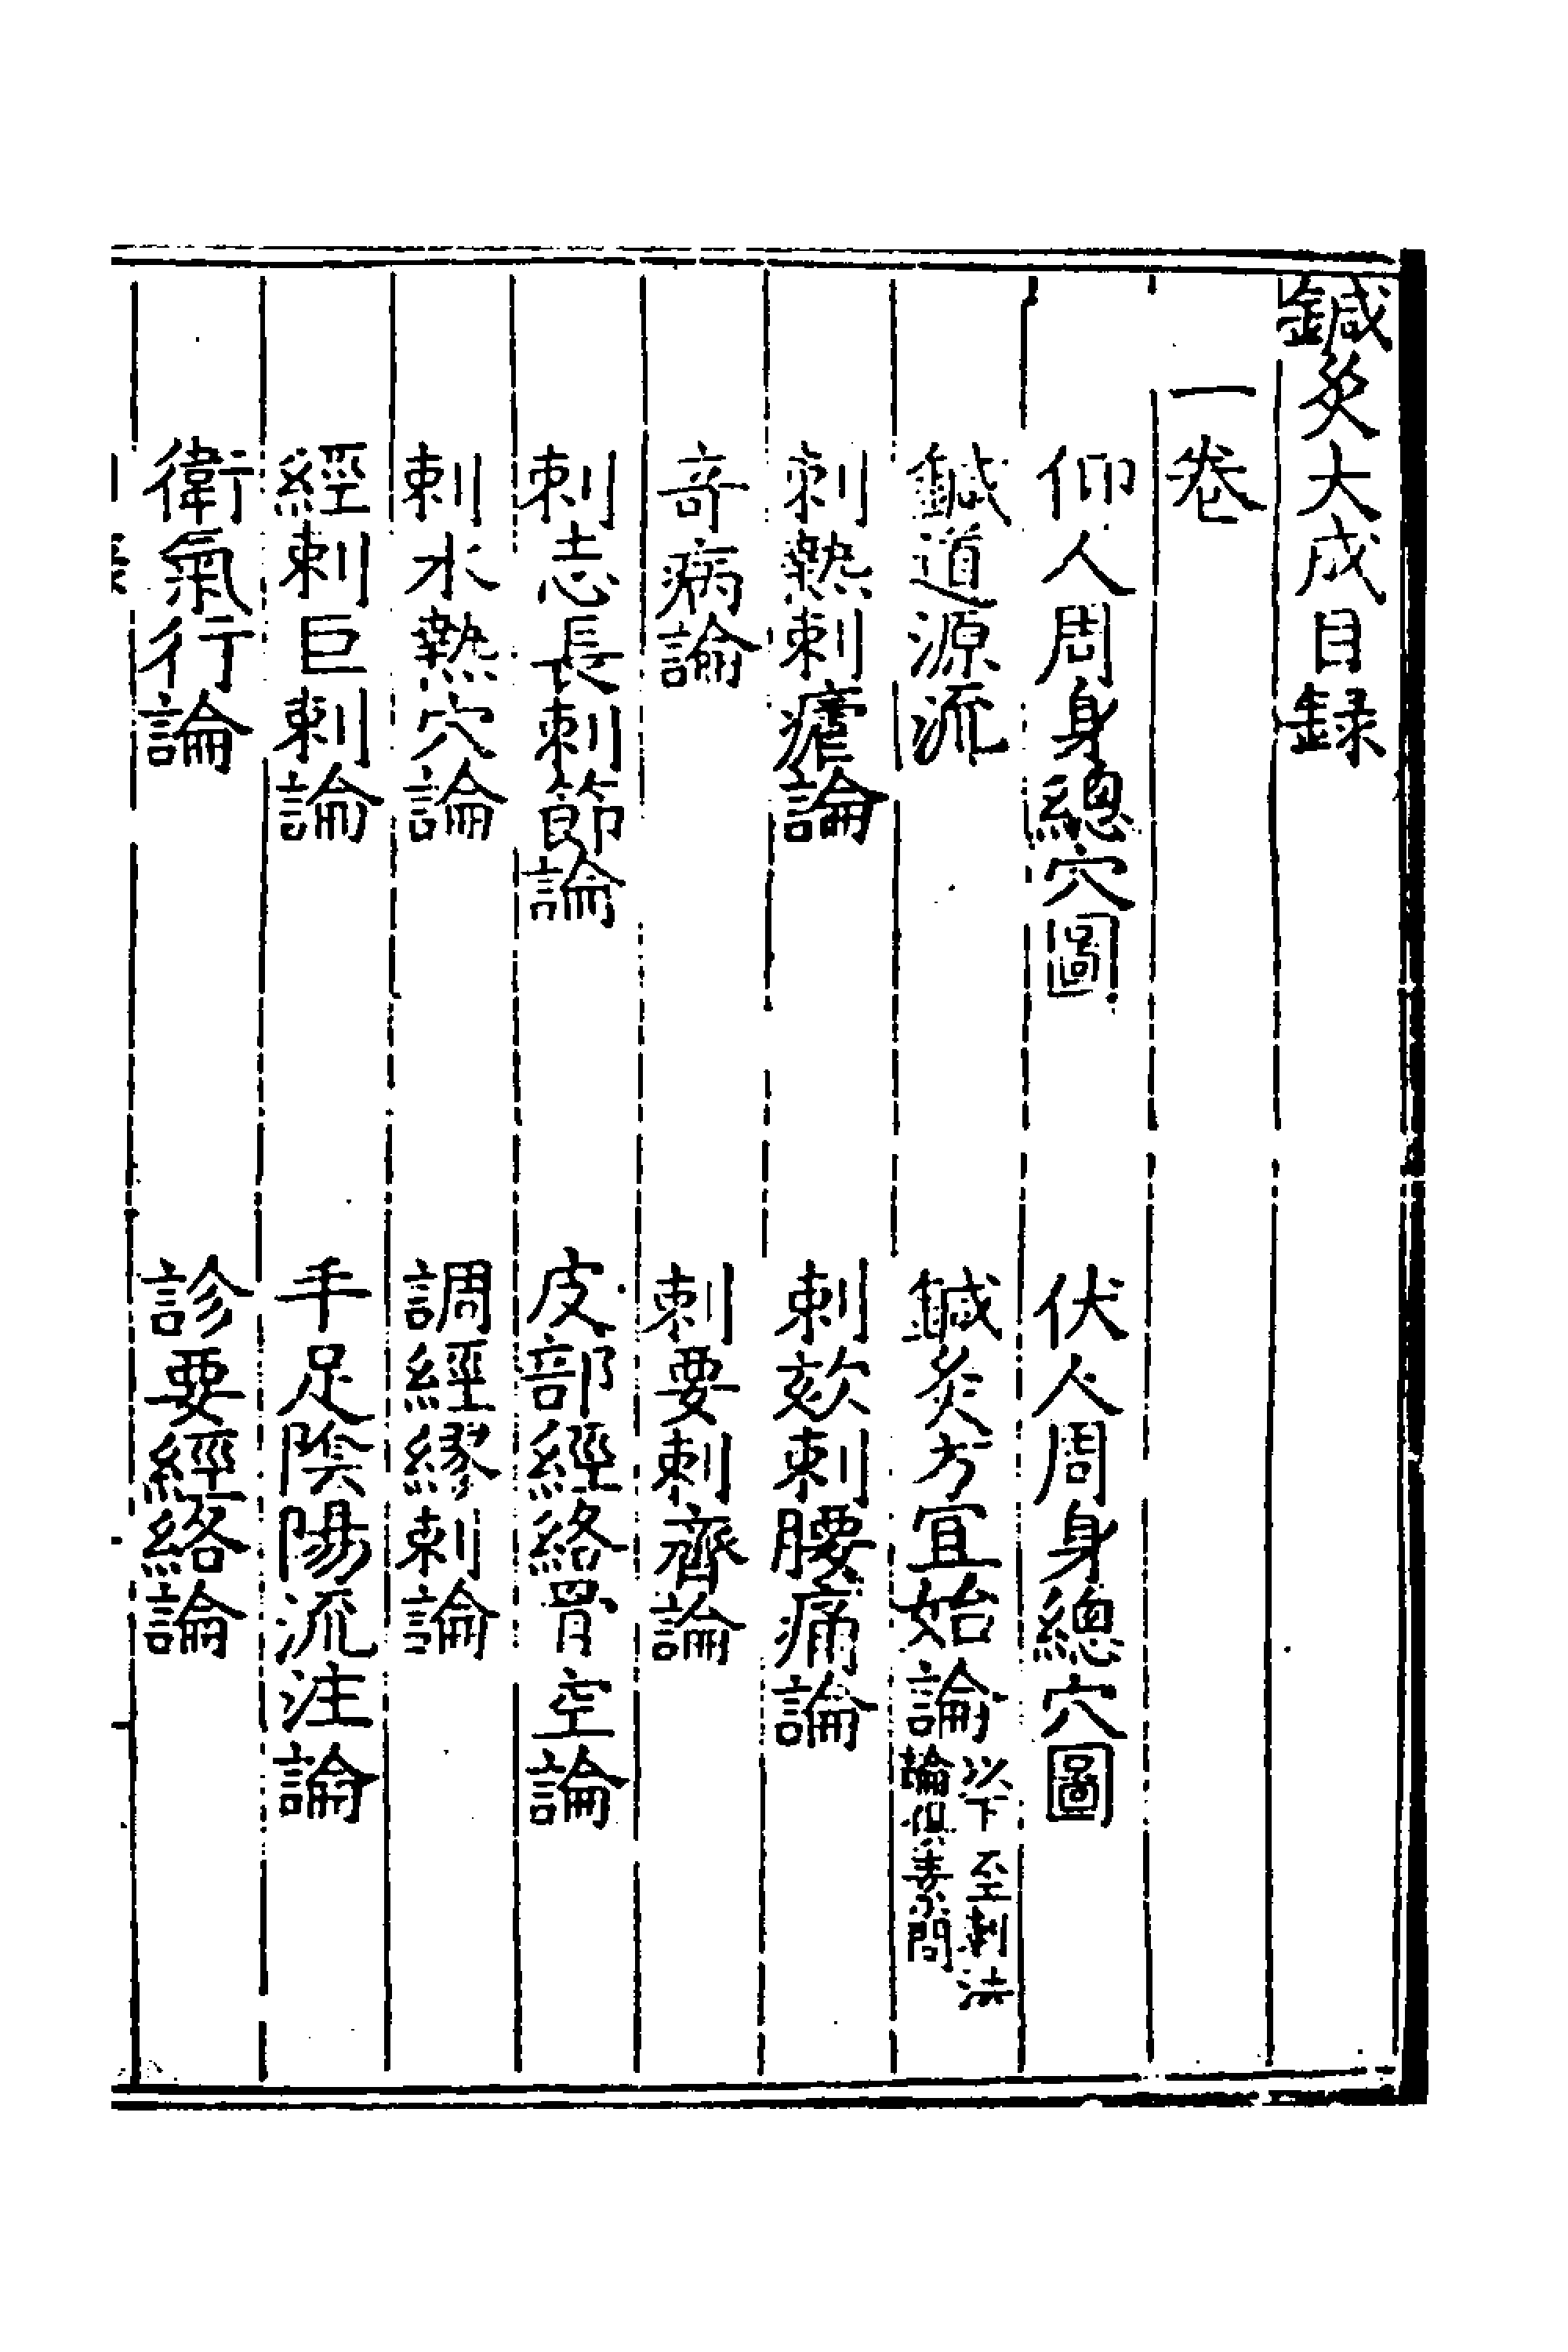 鍼灸大成目録
一卷
仰人周身總穴圖　伏人周身總穴圖
鍼道源流　鍼灸方宜始論 以下至刺法論俱素問
刺熱刺瘧論　刺欬刺腰痛論
奇病論　刺要刺齊論
刺志長刺節論　皮部經絡骨空論
刺水熱穴論　調經繆刺論
經刺巨刺論　手足陰陽流注論
衛氣行論　診要經絡論